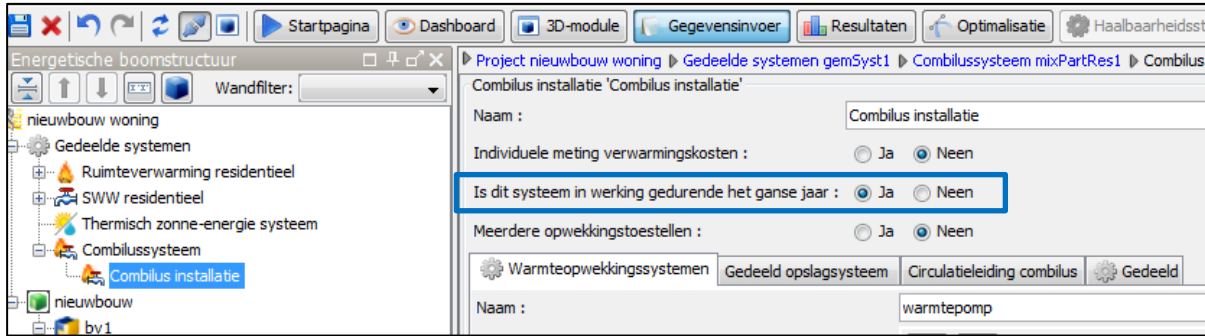 Startpagina Dashboard 3D-module Gegevensinvoer Resultaten Optimalisatie Haalbaarheidsst
Energetische boomstructuur
Wandfilter:
nieuwbouw woning
Gedeelde systemen
Ruimteverwarming residentieel
SWW residentieel
Thermisch zonne-energie systeem
Combilussysteem
Combilus installatie
nieuwbouw
bv1
Project nieuwbouw woning Gedeelde systemen gemSyst1 Combilussysteem mixPartRes1 Combilus
Combilus installatie 'Combilus installatie'
Naam : Combilus installatie
Individuele meting verwarmingskosten : Ja Neen
Is dit systeem in werking gedurende het ganse jaar : Ja Neen
Meerdere opwekkingstoestellen : Ja Neen
Warmteopwekkingssystemen Gedeeld opslagsysteem Circulatieleiding combilus Gedeeld
Naam : warmtepomp